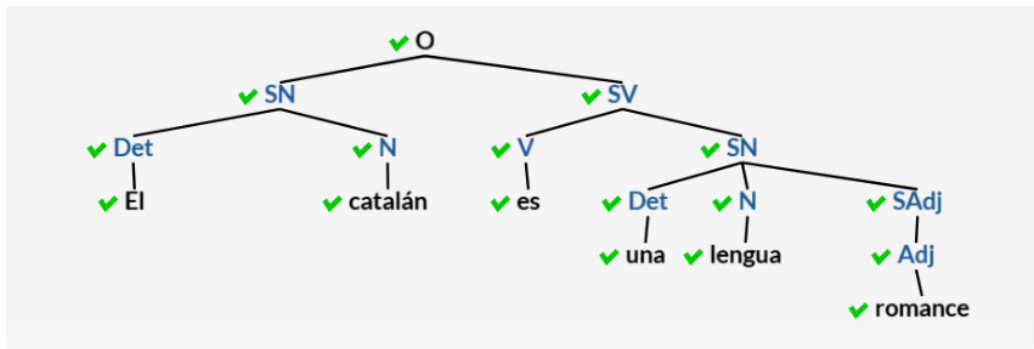 O
SN SV
Det N V SN
El catalán es Det N SAdj
una lengua Adj
romance